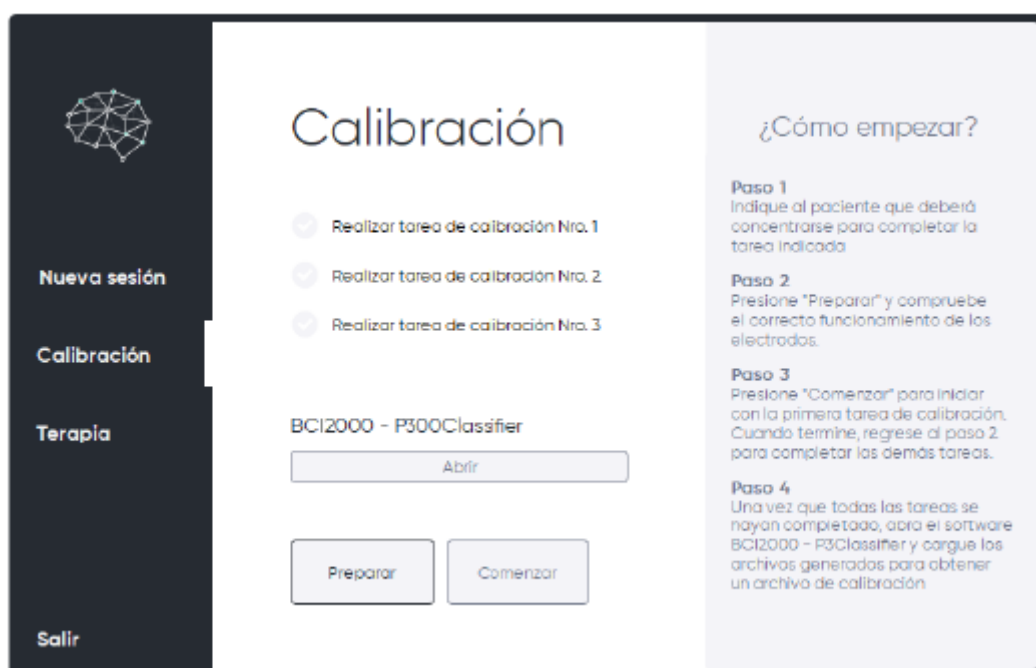 Nueva sesión
Calibración
Terapia
Salir
Calibración
Realizar tarea de calibración Nro. 1
Realizar tarea de calibración Nro. 2
Realizar tarea de calibración Nro. 3
BCI2000 - P300Classifier
Abrir
Preparar
Comenzar
¿Cómo empezar?
Paso 1
Indique al paciente que deberá
concentrarse para completar la
tarea indicada
Paso 2
Presione "Preparar" y compruebe
el correcto funcionamiento de los
electrodos.
Paso 3
Presione "Comenzar" para iniciar
con la primera tarea de calibración.
Cuando termine, regrese al paso 2
para completar las demás tareas.
Paso 4
Una vez que todas las tareas se
hayan completado, abra el software
BCI2000 - P3Classifier y cargue los
archivos generados para obtener
un archivo de calibración